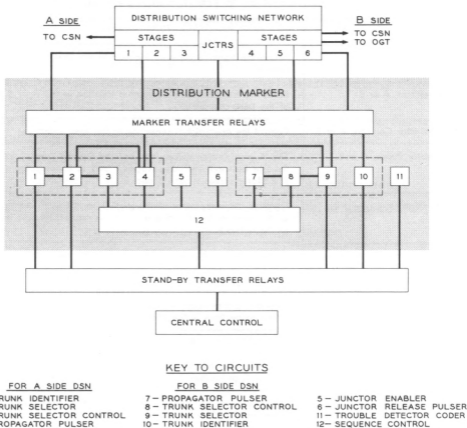 DISTRIBUTION SWITCHING NETWORK
A SIDE
B SIDE
TO CSN
STAGES
JCTRS
STAGES
TO CSN
TO OGT
1 2 3 4 5 6
DISTRIBUTION MARKER
MARKER TRANSFER RELAYS
1 2 3 4 5 6 7 8 9 10 11
12
STAND-BY TRANSFER RELAYS
CENTRAL CONTROL
KEY TO CIRCUITS
FOR A SIDE DSN
RUNK IDENTIFIER
RUNK SELECTOR
RUNK SELECTOR CONTROL
ROPOGATOR PULSER
FOR B SIDE DSN
7 – PROPAGATOR PULSER
8 – TRUNK SELECTOR CONTROL
9 – TRUNK SELECTOR
10 – TRUNK IDENTIFIER
5 – JUNCTOR ENABLER
6 – JUNCTOR RELEASE PULSER
11 – TROUBLE DETECTOR CODER
12 – SEQUENCE CONTROL